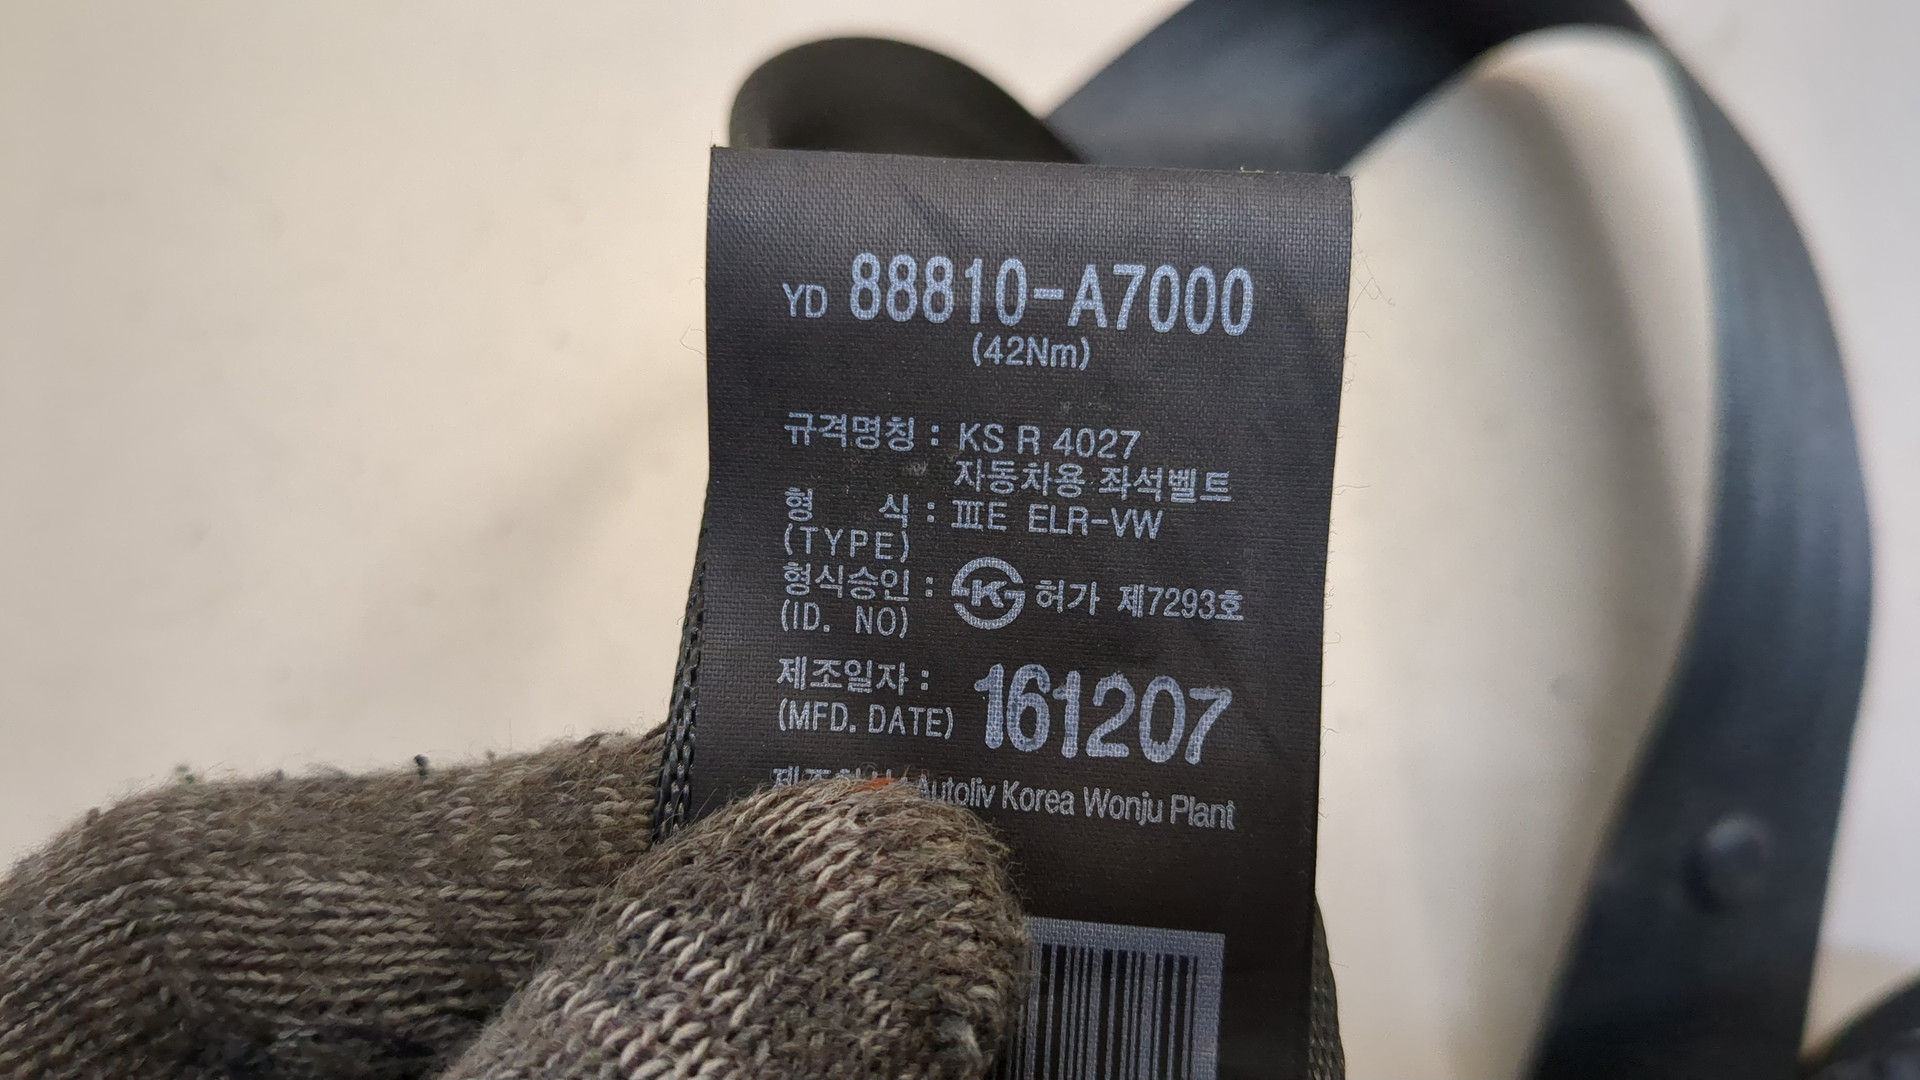 YD 88810-A7000
(42Nm)
규격명칭 : KS R 4027
자동차용 좌석벨트
형 식 : ⅢE ELR-VW
(TYPE)
형식승인 : K 허가 제7293호
(ID. NO)
제조일자 : 161207
(MFD. DATE)
Autoliv Korea Wonju Plant